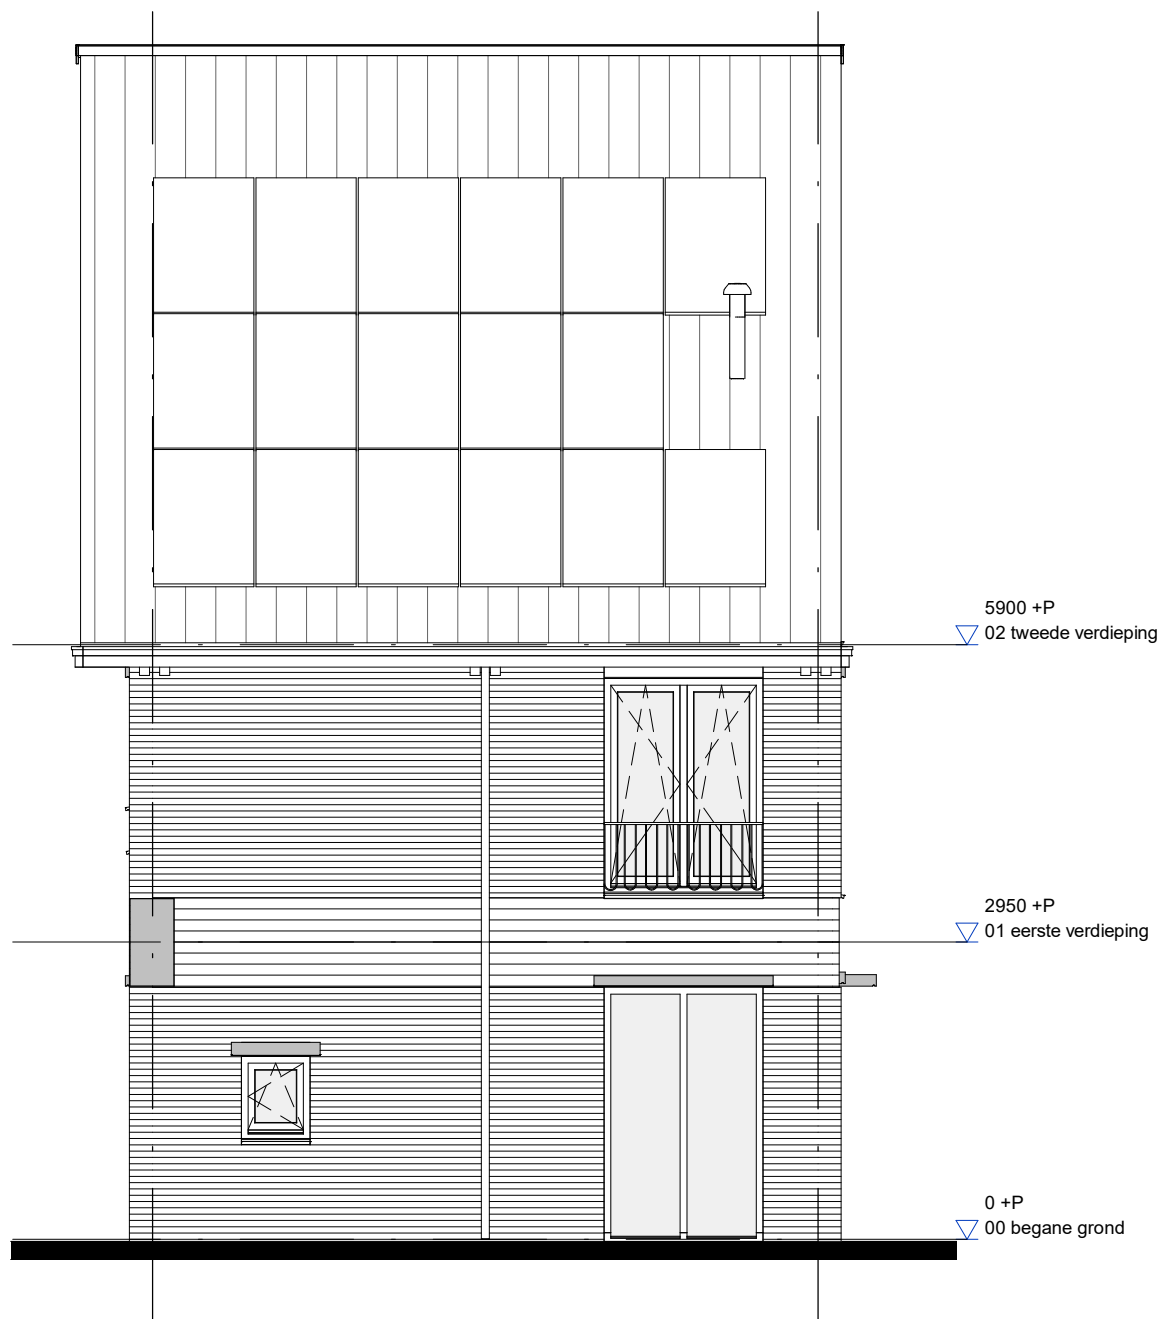 5900 +P
02 tweede verdieping
2950 +P
01 eerste verdieping
0 +P
00 begane grond